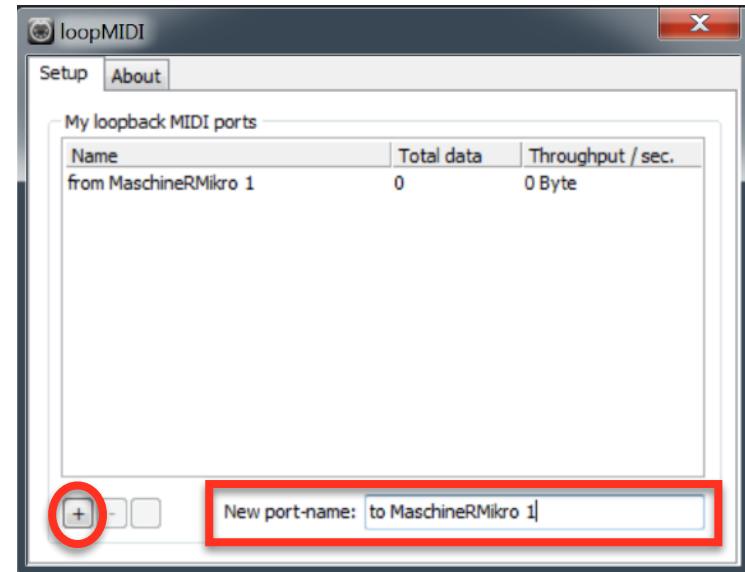 loopMIDI
Setup About
My loopback MIDI ports
Name Total data Throughput / sec.
from MaschineRMikro 1 0 0 Byte
+ - New port-name: to MaschineRMikro 1